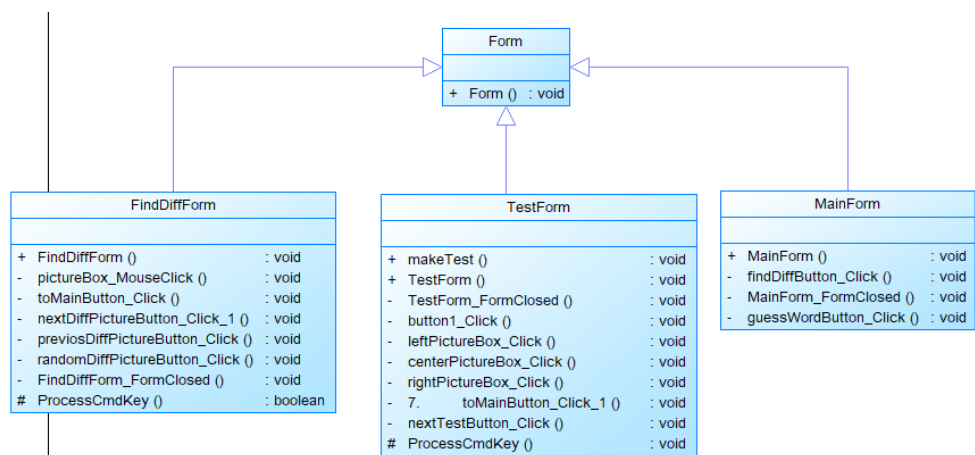 Form
+ Form () : void
FindDiffForm
+ FindDiffForm () : void
- pictureBox_MouseClick () : void
- toMainButton_Click () : void
- nextDiffPictureButton_Click_1 () : void
- previosDiffPictureButton_Click () : void
- randomDiffPictureButton_Click () : void
- FindDiffForm_FormClosed () : void
# ProcessCmdKey () : boolean
TestForm
+ makeTest () : void
+ TestForm () : void
- TestForm_FormClosed () : void
- button1_Click () : void
- leftPictureBox_Click () : void
- centerPictureBox_Click () : void
- rightPictureBox_Click () : void
- 7. toMainButton_Click_1 () : void
- nextTestButton_Click () : void
# ProcessCmdKey () : void
MainForm
+ MainForm () : void
- findDiffButton_Click () : void
- MainForm_FormClosed () : void
- guessWordButton_Click () : void